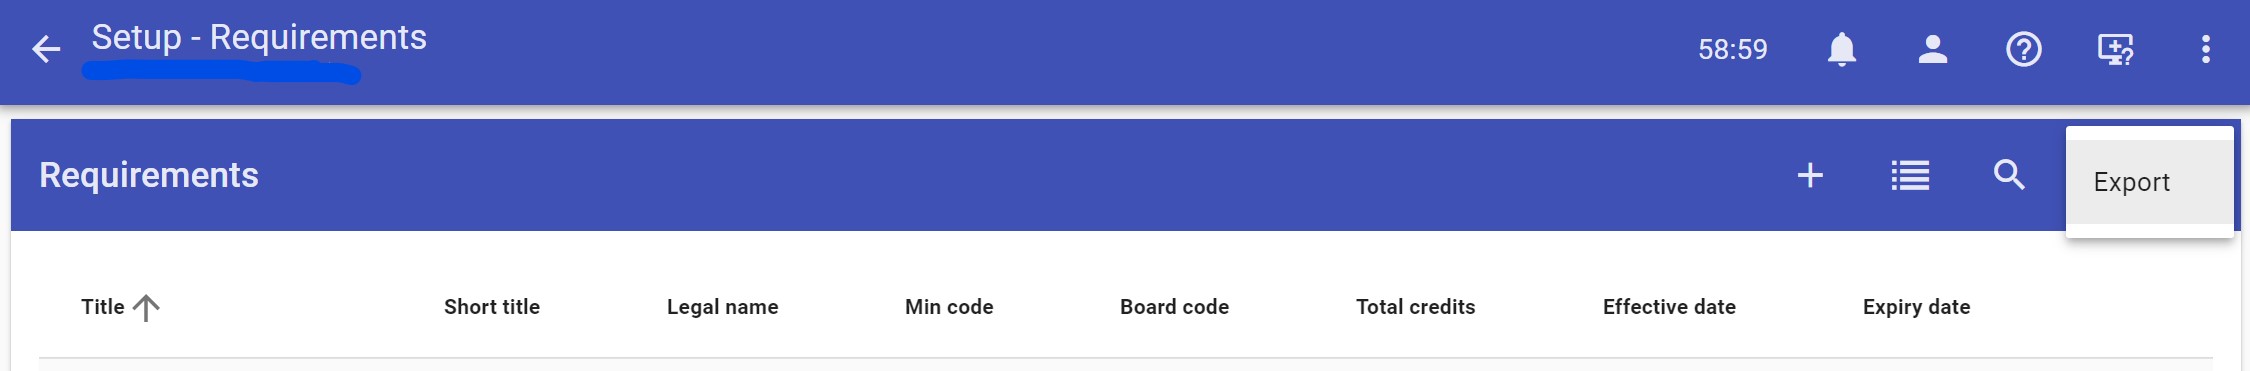 Setup - Requirements
58:59
Requirements
Export
Title Short title Legal name Min code Board code Total credits Effective date Expiry date